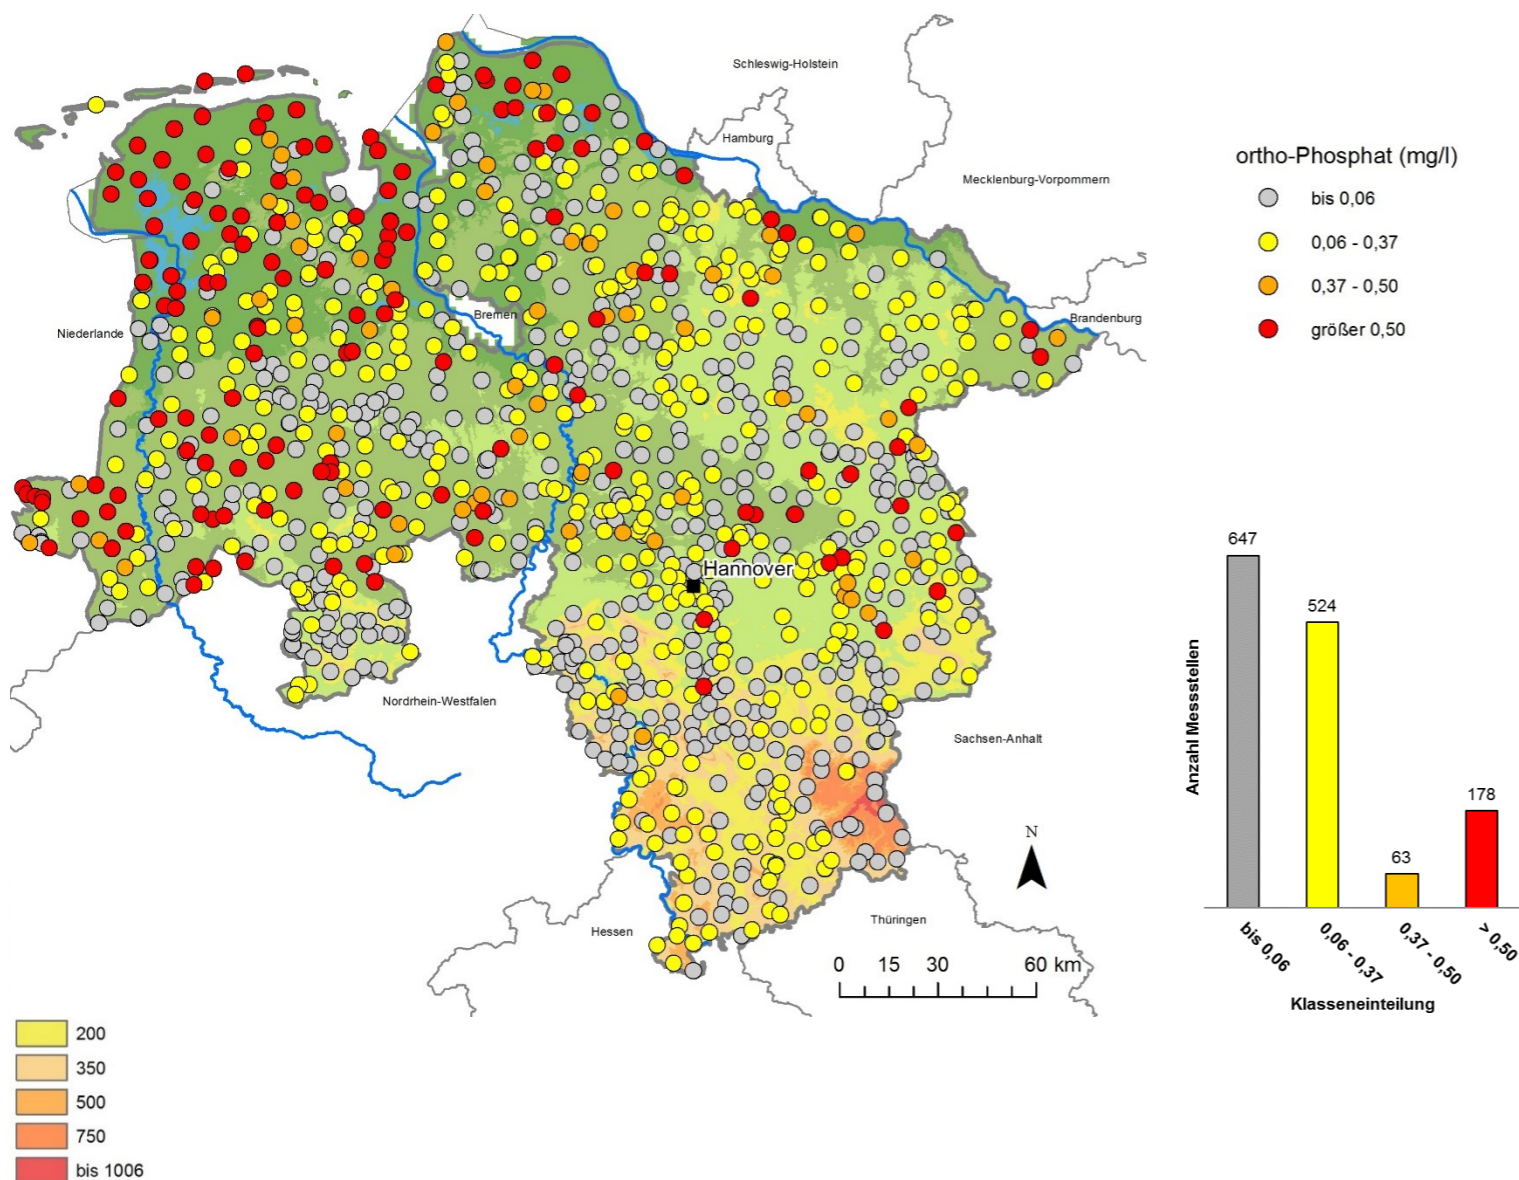 Schleswig-Holstein
Hamburg
Mecklenburg-Vorpommern
Niederlande
Bremen
Brandenburg
Hannover
Nordrhein-Westfalen
Sachsen-Anhalt
Hessen
Thüringen
N
0 15 30 60 km
ortho-Phosphat (mg/l)
bis 0,06
0,06 - 0,37
0,37 - 0,50
größer 0,50
647
524
63
178
Anzahl Messstellen
bis 0,06
0,06 - 0,37
0,37 - 0,50
> 0,50
Klasseneinteilung
200
350
500
750
bis 1006